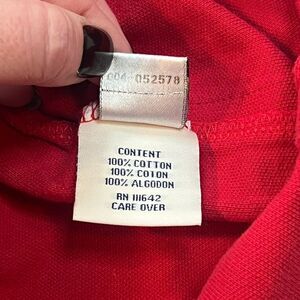 004 052578
CONTENT
100% COTTON
100% COTON
100% ALGODON
RN 111642
CARE OVER